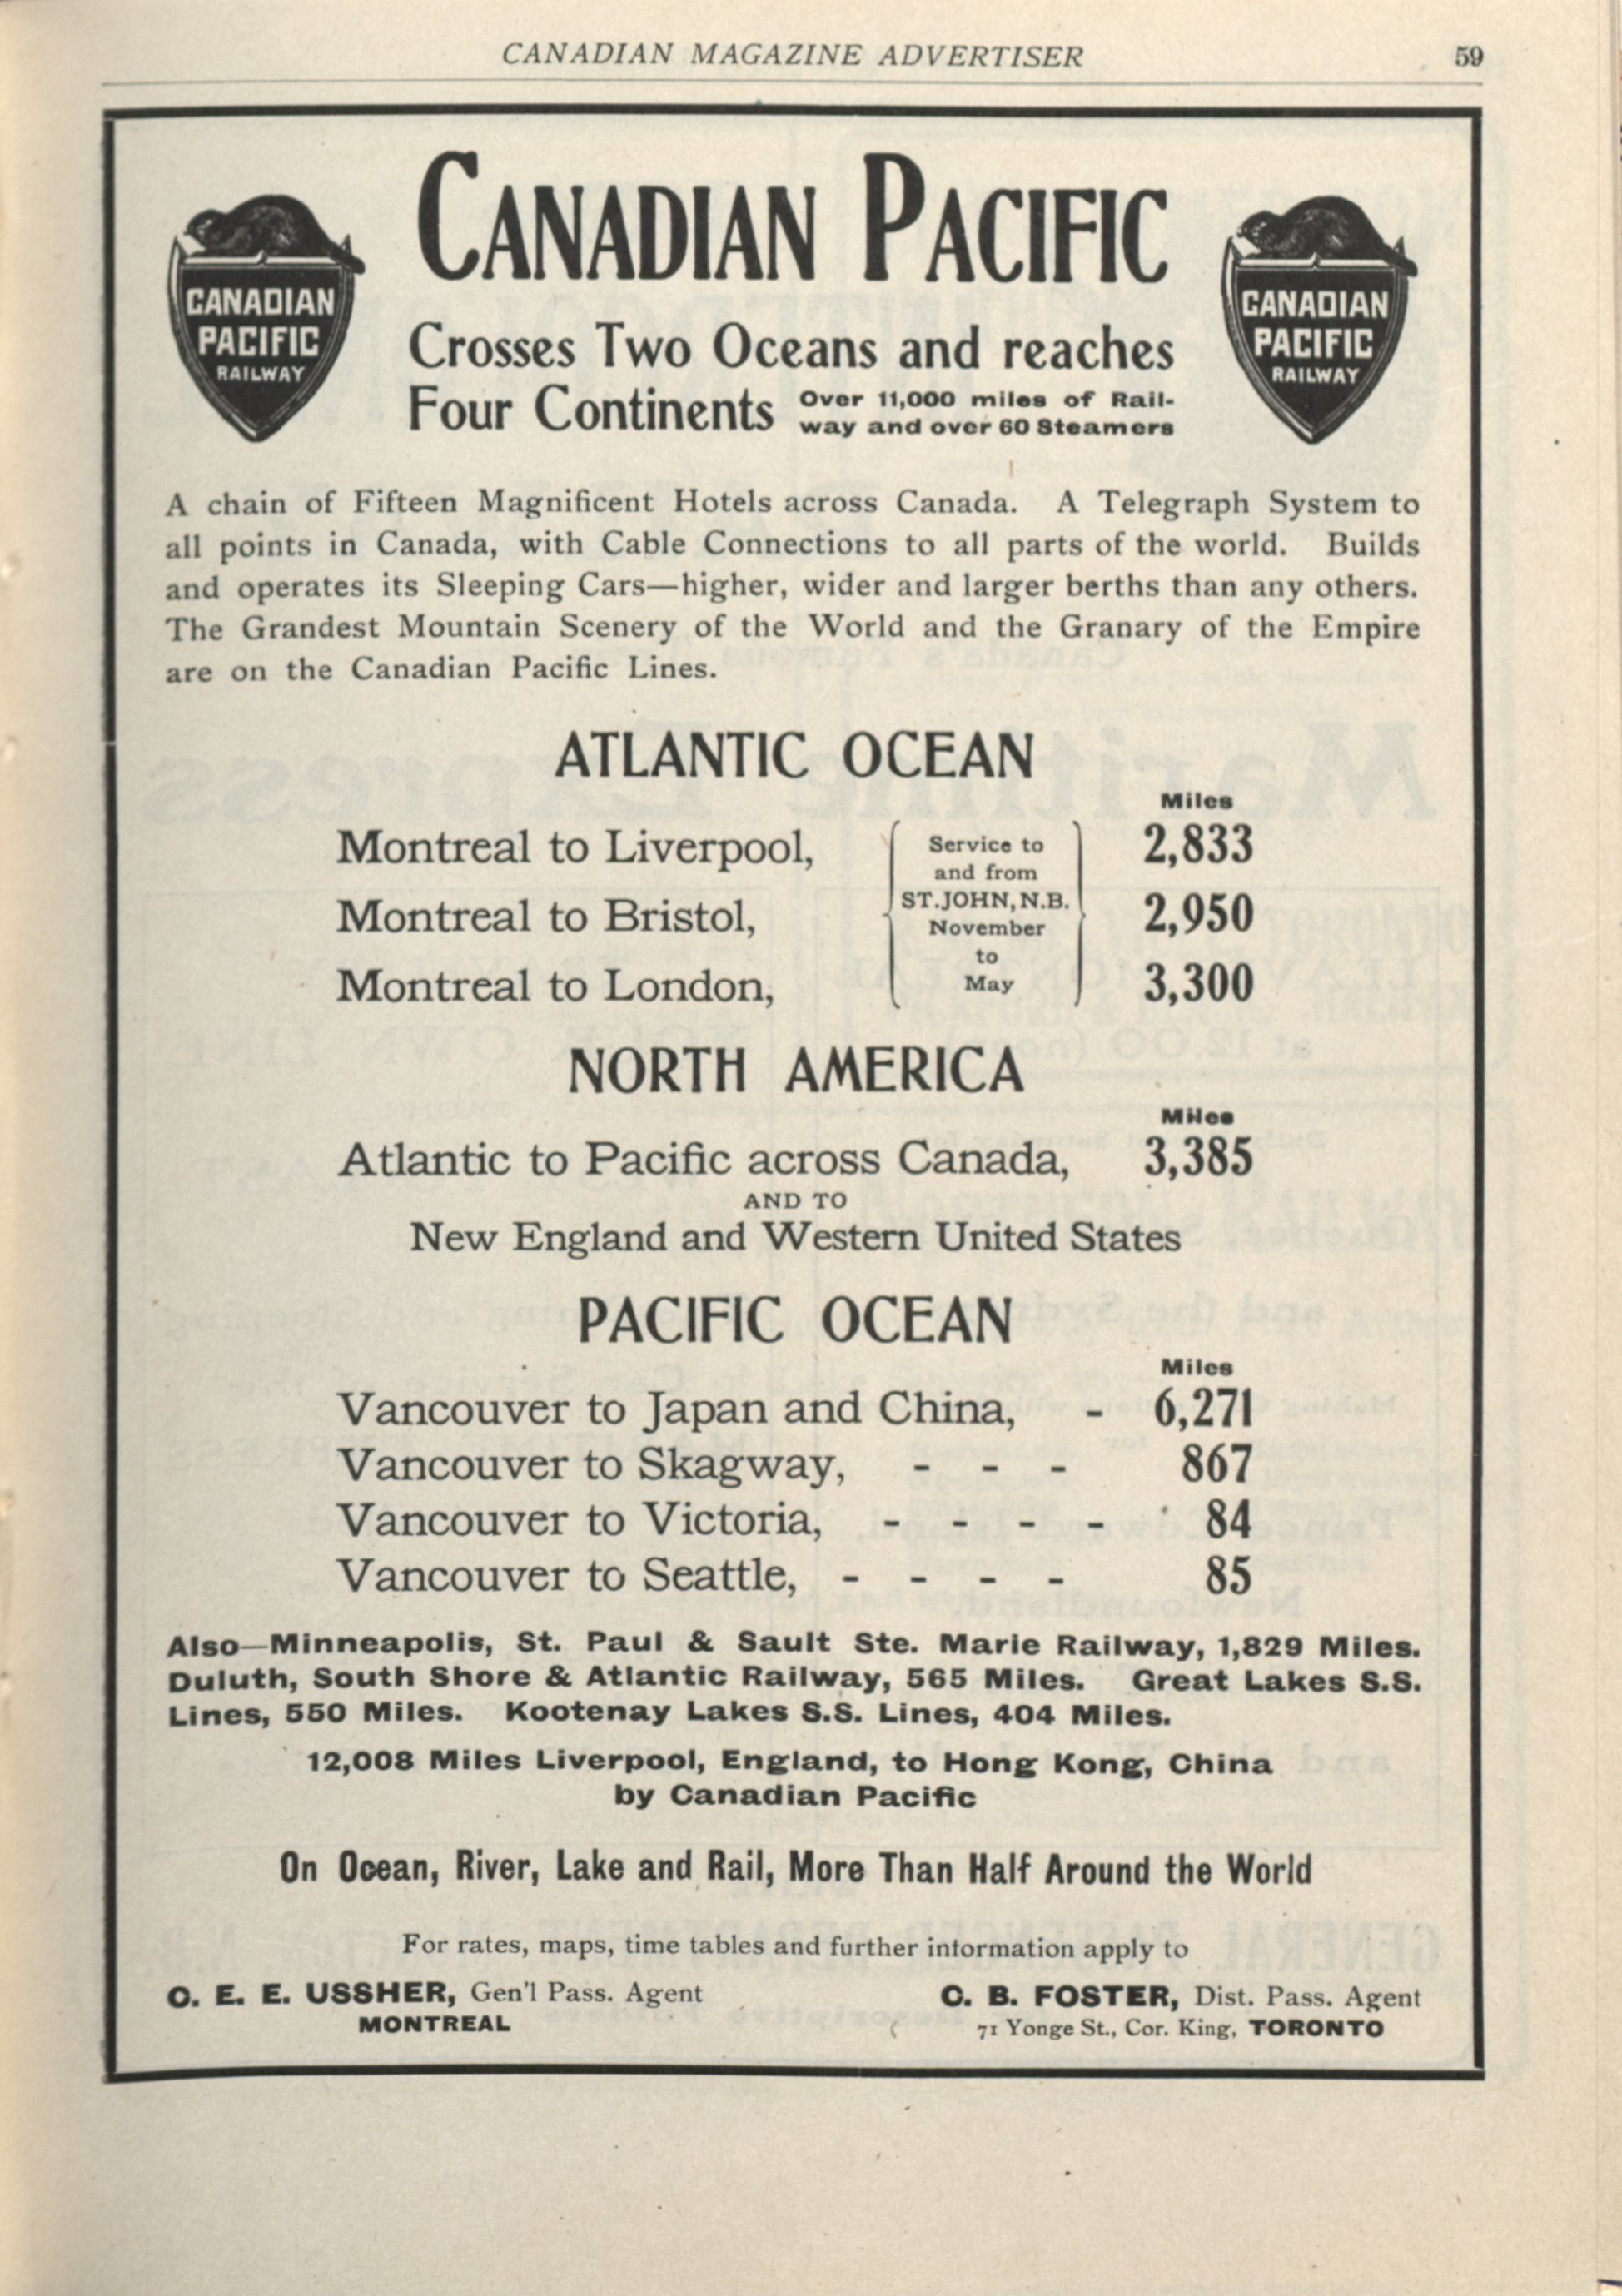 CANADIAN MAGAZINE ADVERTISER 59
CANADIAN PACIFIC
CANADIAN
PACIFIC
RAILWAY
CANADIAN
PACIFIC
RAILWAY
Crosses Two Oceans and reaches
Four Continents
Over 11,000 miles of Rail-
way and over 60 Steamers
A chain of Fifteen Magnificent Hotels across Canada. A Telegraph System to
all points in Canada, with Cable Connections to all parts of the world. Builds
and operates its Sleeping Cars—higher, wider and larger berths than any others.
The Grandest Mountain Scenery of the World and the Granary of the Empire
are on the Canadian Pacific Lines.
ATLANTIC OCEAN
Miles
Montreal to Liverpool, 2,833
Montreal to Bristol, 2,950
Montreal to London, 3,300
Service to
and from
ST. JOHN, N.B.
November
to
May
NORTH AMERICA
Miles
Atlantic to Pacific across Canada, 3,385
AND TO
New England and Western United States
PACIFIC OCEAN
Miles
Vancouver to Japan and China, - 6,271
Vancouver to Skagway, - - - 867
Vancouver to Victoria, - - - - 84
Vancouver to Seattle, - - - - 85
Also—Minneapolis, St. Paul & Sault Ste. Marie Railway, 1,829 Miles.
Duluth, South Shore & Atlantic Railway, 565 Miles. Great Lakes S.S.
Lines, 550 Miles. Kootenay Lakes S.S. Lines, 404 Miles.
12,008 Miles Liverpool, England, to Hong Kong, China
by Canadian Pacific
On Ocean, River, Lake and Rail, More Than Half Around the World
For rates, maps, time tables and further information apply to
C. E. E. USSHER, Gen'l Pass. Agent
MONTREAL
C. B. FOSTER, Dist. Pass. Agent
71 Yonge St., Cor. King, TORONTO